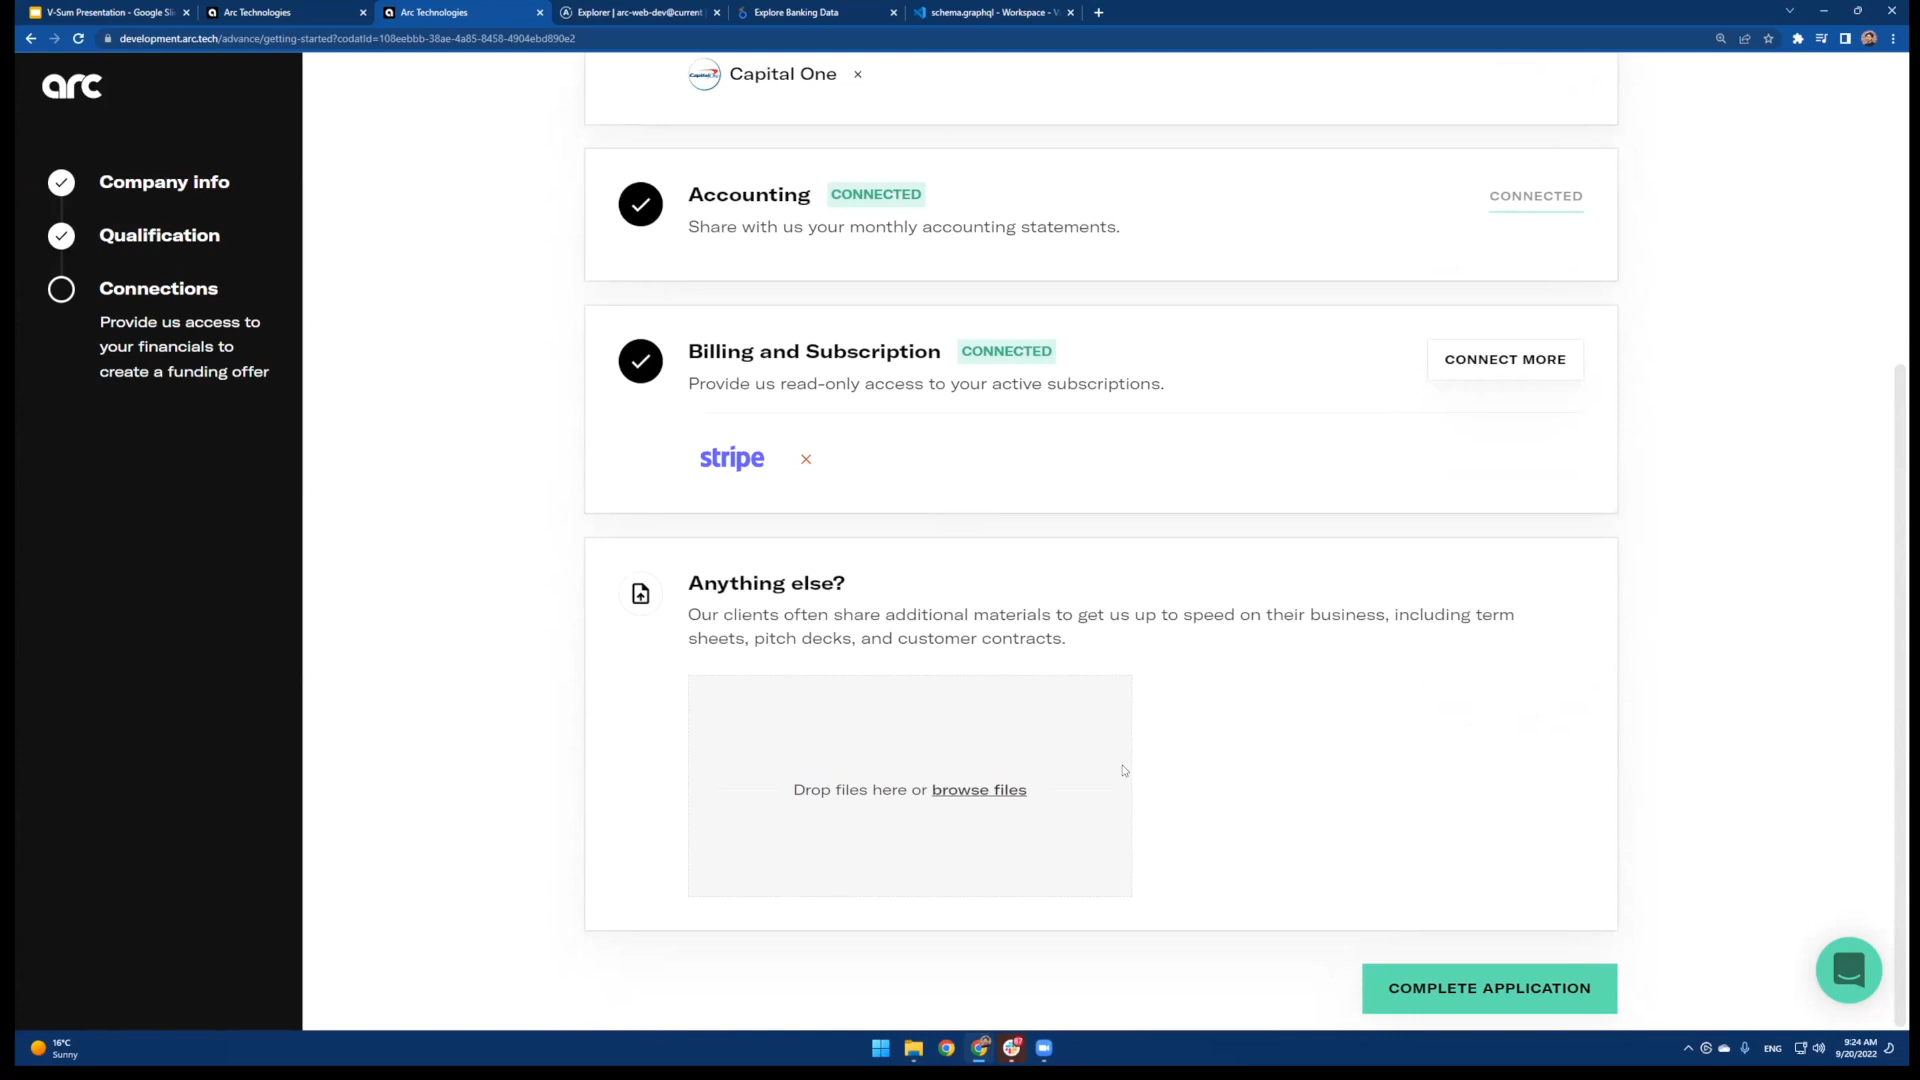 V-Sum Presentation - Google Sli
Arc Technologies
Arc Technologies
Explorer | arc-web-dev@current
Explore Banking Data
schema.graphql - Workspace - V
development.arc.tech/advance/getting-started?codatId=108eebbb-38ae-4a85-8458-4904ebd890e2
arc
Company info
Qualification
Connections
Provide us access to
your financials to
create a funding offer
Capital One
Accounting CONNECTED
CONNECTED
Share with us your monthly accounting statements.
Billing and Subscription CONNECTED
CONNECT MORE
Provide us read-only access to your active subscriptions.
stripe
Anything else?
Our clients often share additional materials to get us up to speed on their business, including term
sheets, pitch decks, and customer contracts.
Drop files here or browse files
COMPLETE APPLICATION
16°C
Sunny
ENG
9:24 AM
9/20/2022